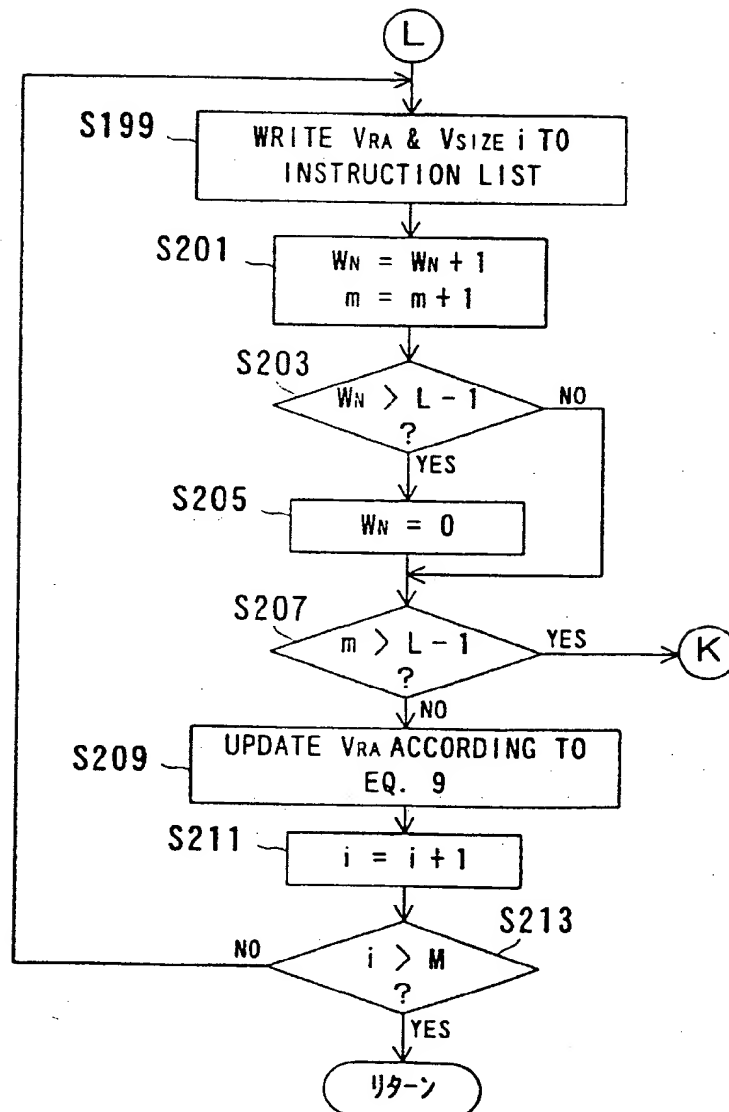 L
S199
WRITE VRA & VSIZE i TO
INSTRUCTION LIST
S201
WN = WN + 1
m = m + 1
S203
WN > L - 1
?
NO
YES
S205
WN = 0
S207
m > L - 1
?
YES
K
NO
S209
UPDATE VRA ACCORDING TO
EQ. 9
S211
i = i + 1
S213
i > M
?
NO
YES
リターン